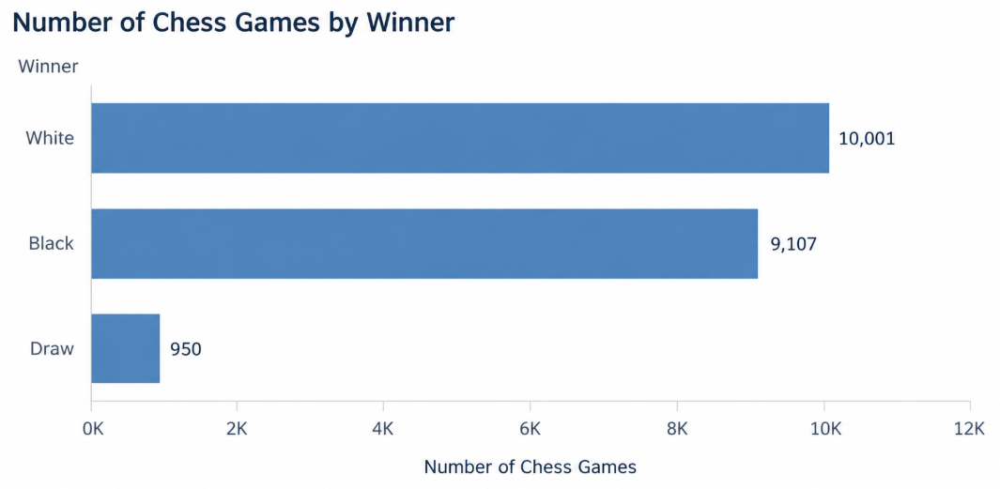 Number of Chess Games by Winner
Winner
White
10,001
Black
9,107
Draw
950
0K 2K 4K 6K 8K 10K 12K
Number of Chess Games